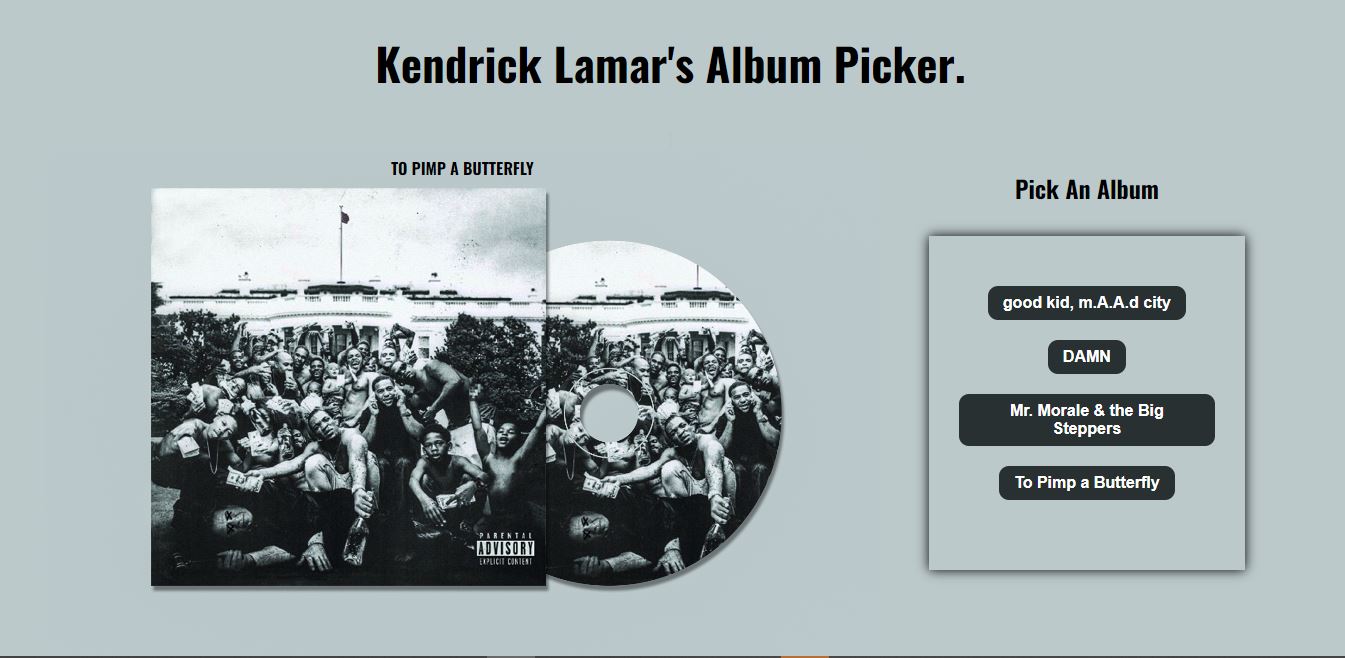 Kendrick Lamar's Album Picker.
TO PIMP A BUTTERFLY
PARENTAL
ADVISORY
EXPLICIT CONTENT
Pick An Album
good kid, m.A.A.d city
DAMN
Mr. Morale & the Big
Steppers
To Pimp a Butterfly